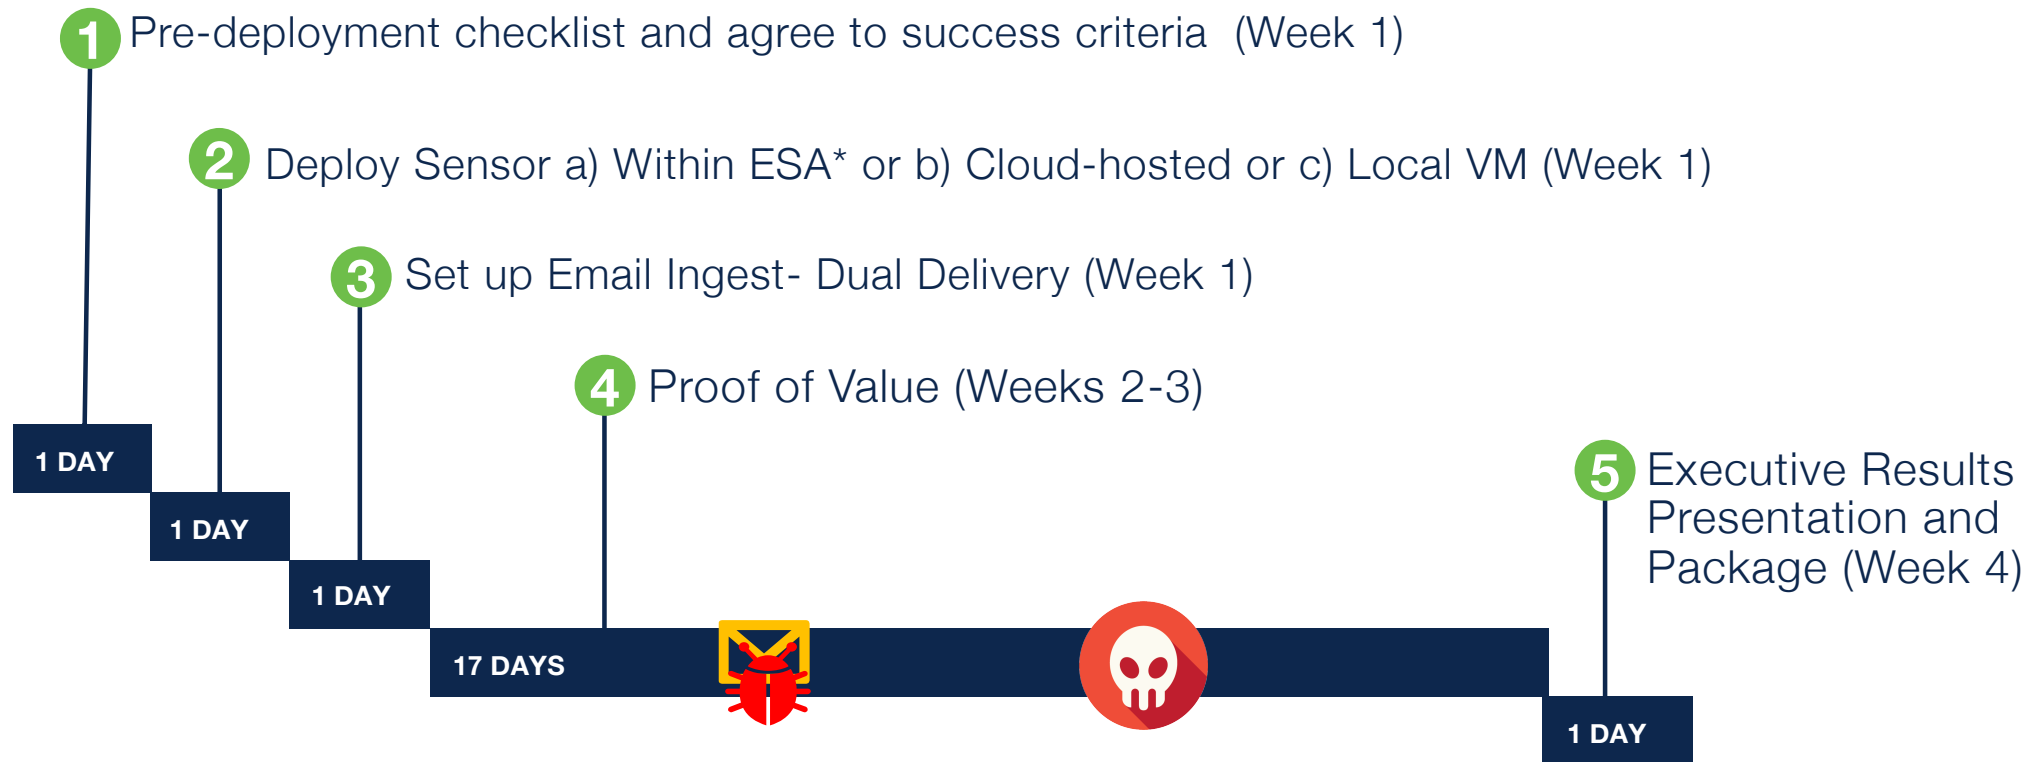 1 Pre-deployment checklist and agree to success criteria (Week 1)
2 Deploy Sensor a) Within ESA* or b) Cloud-hosted or c) Local VM (Week 1)
3 Set up Email Ingest- Dual Delivery (Week 1)
4 Proof of Value (Weeks 2-3)
1 DAY
1 DAY
1 DAY
17 DAYS
5 Executive Results
Presentation and
Package (Week 4)
1 DAY